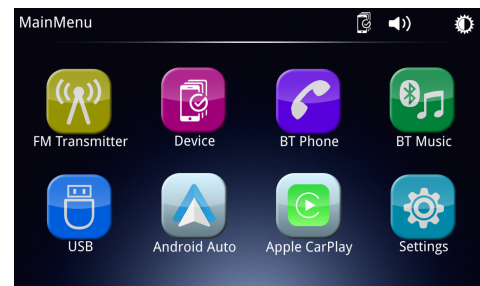 MainMenu
FM Transmitter
Device
BT Phone
BT Music
USB
Android Auto
Apple CarPlay
Settings